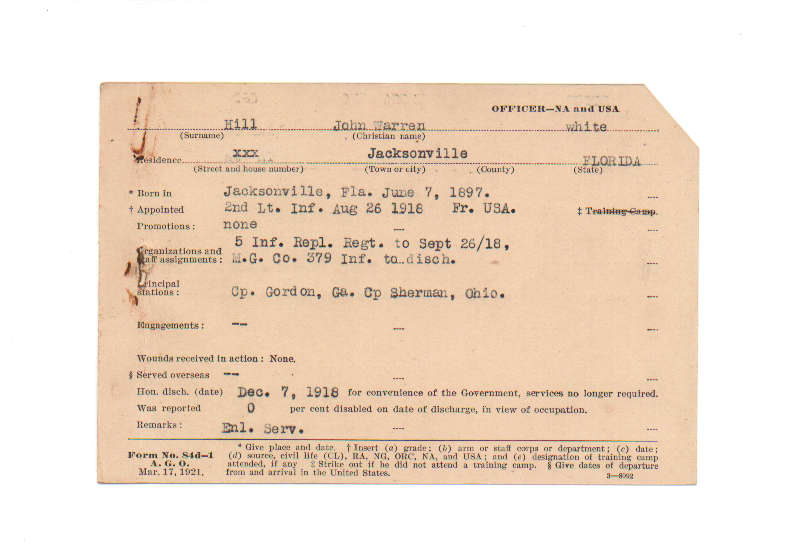 OFFICER—NA and USA
Hill John Warren white
(Surname) (Christian name)
Residence xxx Jacksonville FLORIDA
(Street and house number) (Town or city) (County) (State)
* Born in Jacksonville, Fla. June 7, 1897.
† Appointed 2nd Lt. Inf. Aug 26 1918 Fr. USA. ‡ Training Camp.
Promotions: none
Organizations and 5 Inf. Repl. Regt. to Sept 26/18,
staff assignments: M.G. Co. 379 Inf. to disch.
Principal
stations: Cp. Gordon, Ga. Cp Sherman, Ohio.
Engagements: --
Wounds received in action: None.
§ Served overseas --
Hon. disch. (date) Dec. 7, 1918 for convenience of the Government, services no longer required.
Was reported 0 per cent disabled on date of discharge, in view of occupation.
Remarks: Enl. Serv.
* Give place and date. † Insert (a) grade; (b) arm or staff corps or department; (c) date;
Form No. 84d-1 (d) source, civil life (CL), RA, NG, ORC, NA, and USA; and (e) designation of training camp
A. G. O. attended, if any ‡ Strike out if he did not attend a training camp. § Give dates of departure
Mar. 17, 1921. from and arrival in the United States.